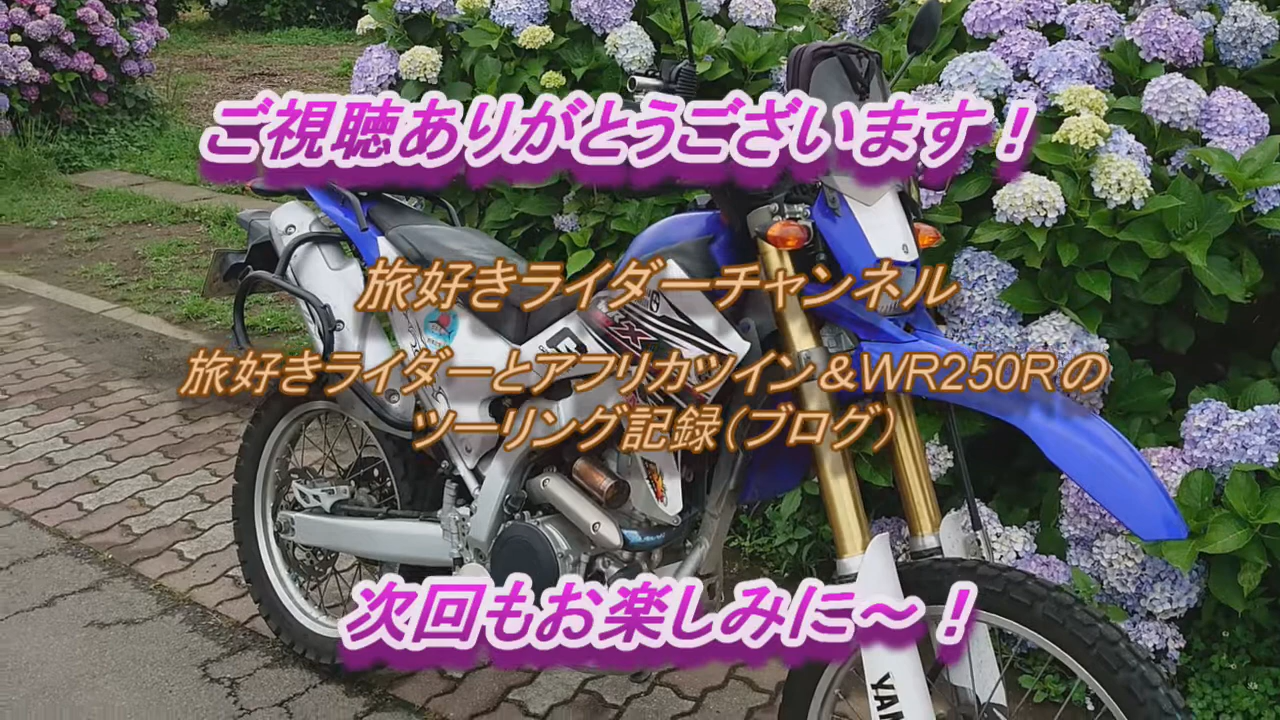 ご視聴ありがとうございます！
旅好きライダーチャンネル
旅好きライダーとアフリカツイン＆WR250Rの
ツーリング記録（ブログ）
次回もお楽しみに～！
YAM